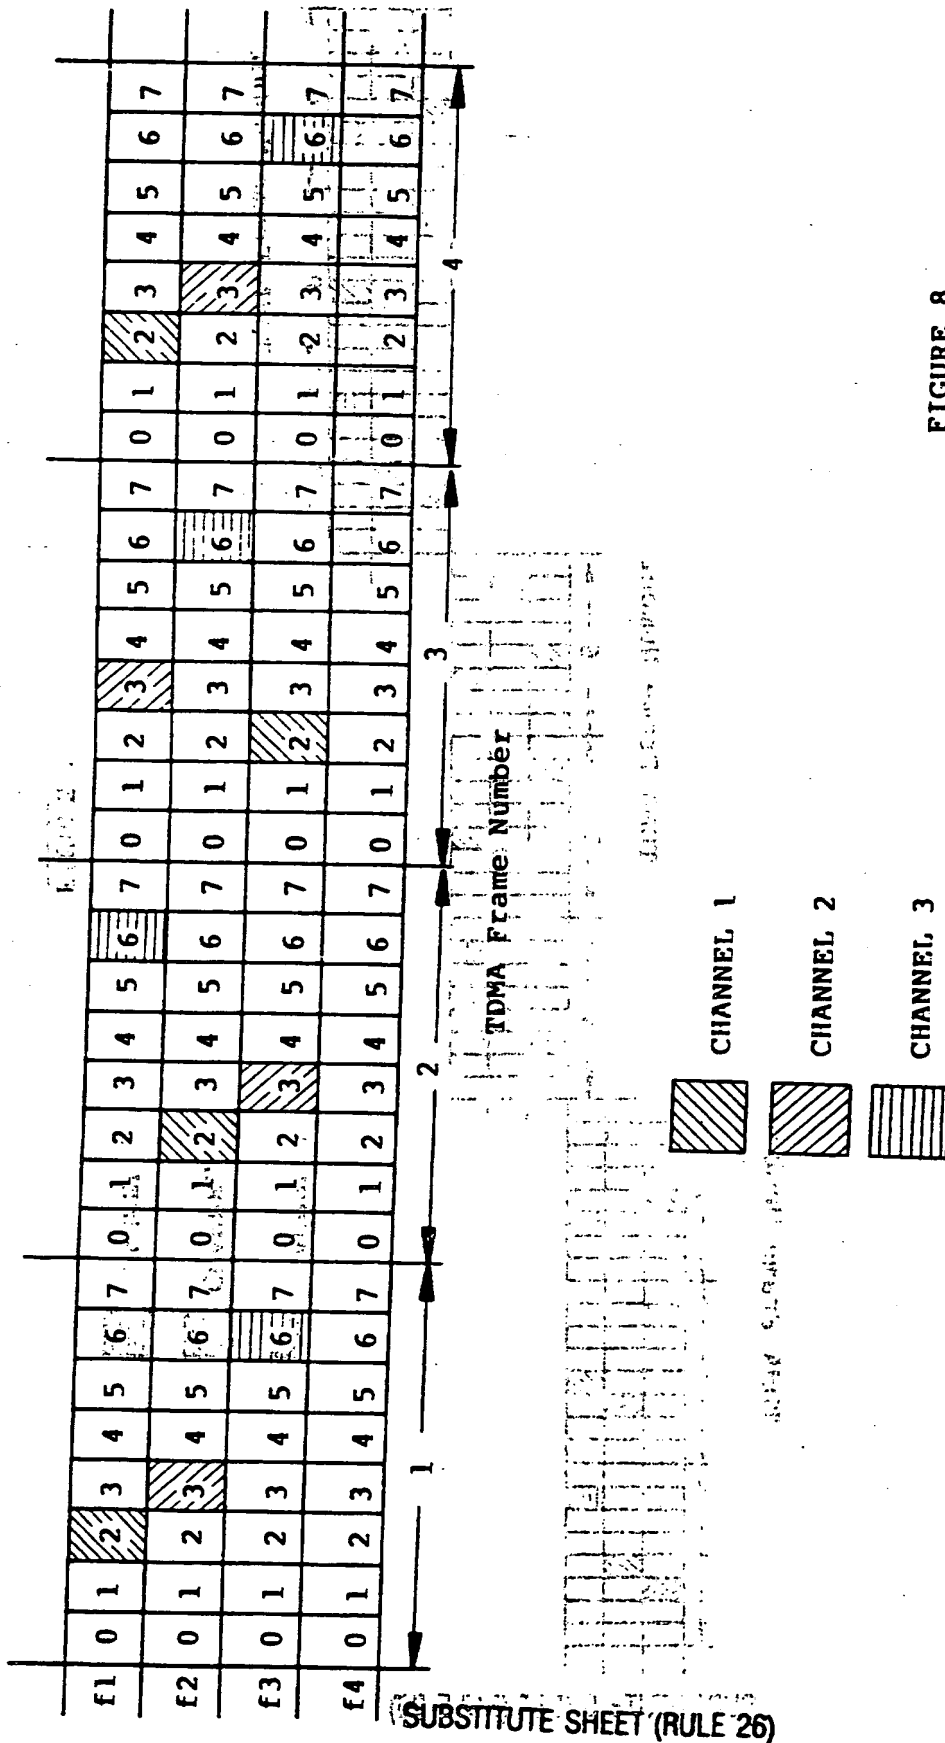 f1 0 1 2 3 4 5 6 7 0 1 2 3 4 5 6 7 0 1 2 3 4 5 6 7 0 1 2 3 4 5 6 7
f2 0 1 2 3 4 5 6 7 0 1 2 3 4 5 6 7 0 1 2 3 4 5 6 7 0 1 2 3 4 5 6 7
f3 0 1 2 3 4 5 6 7 0 1 2 3 4 5 6 7 0 1 2 3 4 5 6 7 0 1 2 3 4 5 6 7
f4 0 1 2 3 4 5 6 7 0 1 2 3 4 5 6 7 0 1 2 3 4 5 6 7 0 1 2 3 4 5 6 7
1 2 3 4
TDMA Frame Number
CHANNEL 1
CHANNEL 2
CHANNEL 3
FIGURE 8
SUBSTITUTE SHEET (RULE 26)